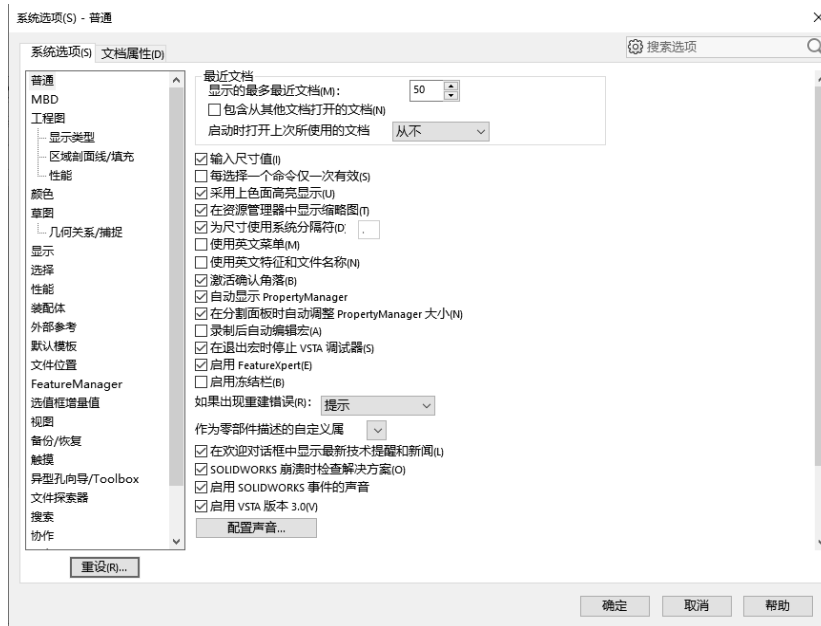 系统选项(S) - 普通
系统选项(S) 文档属性(D)
搜索选项
普通
MBD
工程图
显示类型
区域剖面线/填充
性能
颜色
草图
几何关系/捕捉
显示
选择
性能
装配体
外部参考
默认模板
文件位置
FeatureManager
选值框增量值
视图
备份/恢复
触摸
异型孔向导/Toolbox
文件探索器
搜索
协作
重设(R)...
最近文档
显示的最多最近文档(M): 50
包含从其他文档打开的文档(N)
启动时打开上次所使用的文档 从不
输入尺寸值(I)
每选择一个命令仅一次有效(S)
采用上色面高亮显示(U)
在资源管理器中显示缩略图(T)
为尺寸使用系统分隔符(D) .
使用英文菜单(M)
使用英文特征和文件名称(N)
激活确认角落(B)
自动显示 PropertyManager
在分割面板时自动调整 PropertyManager 大小(N)
录制后自动编辑宏(A)
在退出宏时停止 VSTA 调试器(S)
启用 FeatureXpert(E)
启用冻结栏(B)
如果出现重建错误(R): 提示
作为零部件描述的自定义属
在欢迎对话框中显示最新技术提醒和新闻(L)
SOLIDWORKS 崩溃时检查解决方案(O)
启用 SOLIDWORKS 事件的声音
启用 VSTA 版本 3.0(V)
配置声音...
确定 取消 帮助